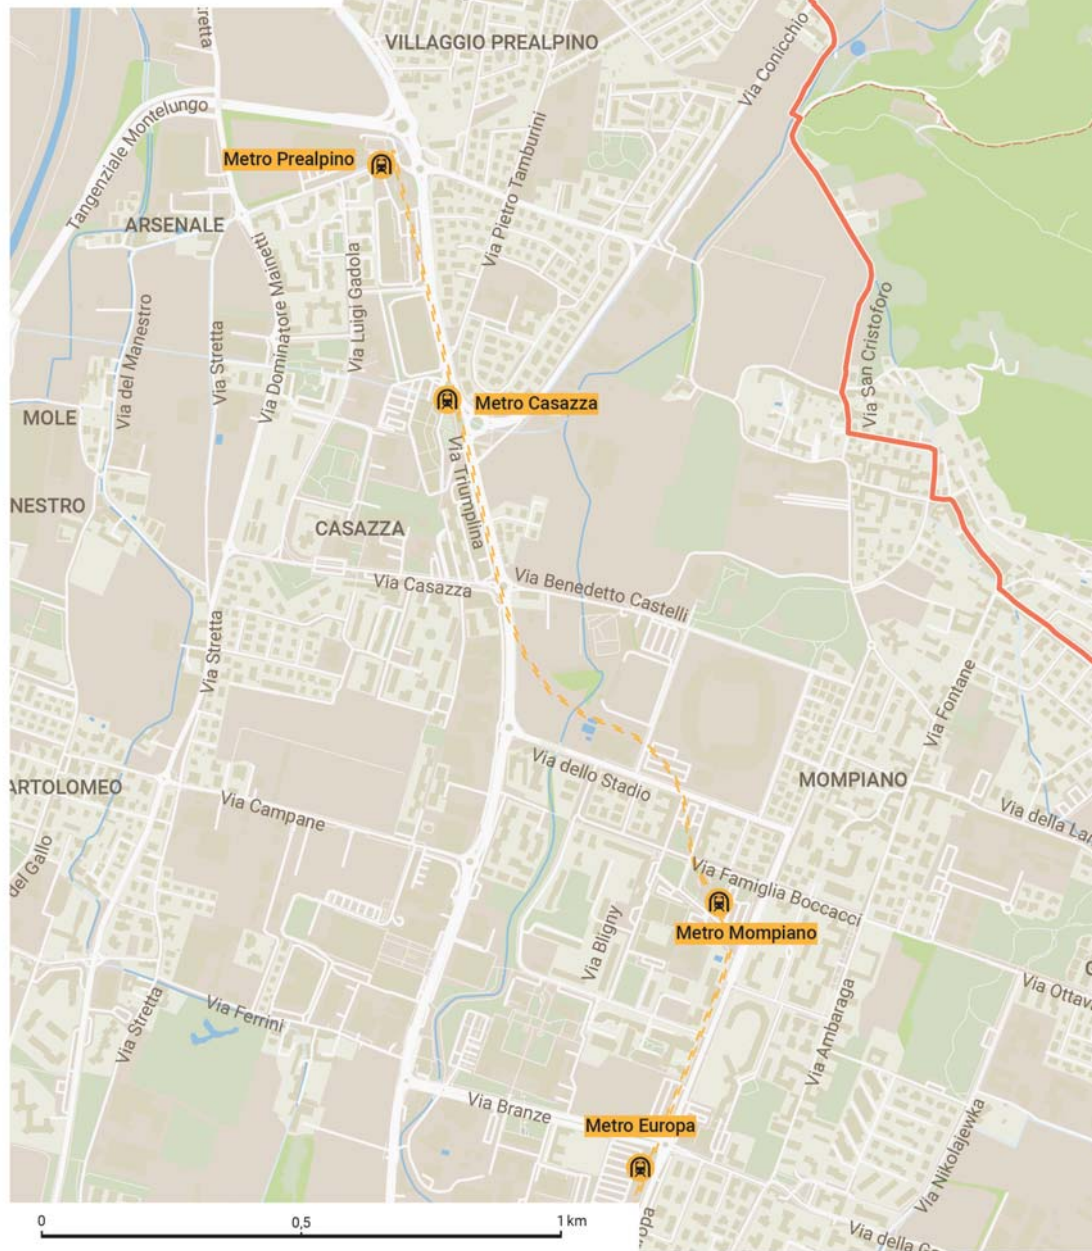 retta
VILLAGGIO PREALPINO
Via Conicchio
Tangenziale Montelungo
Metro Prealpino
Via Pietro Tamburini
ARSENALE
Via Dominatore Mainetti
Via Luigi Gadola
Via San Cristoforo
Via del Manestro
Via Stretta
Metro Casazza
MOLE
Via Triumplina
NESTRO
CASAZZA
Via Casazza
Via Benedetto Castelli
Via Stretta
Via Fontane
Via dello Stadio
MOMPIANO
ARTOLOMEO
Via Campane
Via della Lam
del Gallo
Via Famiglia Boccacci
Metro Mompiano
Via Bligny
Via Ottav
Via Stretta
Via Ferrini
Via Ambaraga
Via Branze
Metro Europa
Via Nikolajewka
ropa
Via della G
0 0,5 1 km